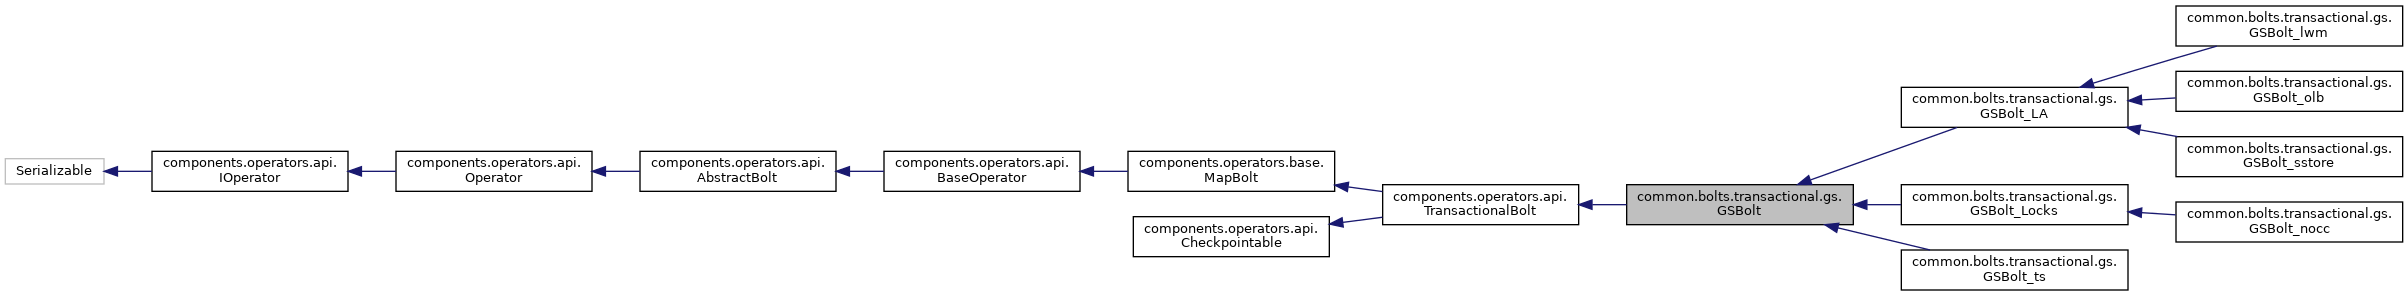 Serializable
components.operators.api.
IOperator
components.operators.api.
Operator
components.operators.api.
AbstractBolt
components.operators.api.
BaseOperator
components.operators.base.
MapBolt
components.operators.api.
Checkpointable
components.operators.api.
TransactionalBolt
common.bolts.transactional.gs.
GSBolt
common.bolts.transactional.gs.
GSBolt_LA
common.bolts.transactional.gs.
GSBolt_Locks
common.bolts.transactional.gs.
GSBolt_ts
common.bolts.transactional.gs.
GSBolt_lwm
common.bolts.transactional.gs.
GSBolt_olb
common.bolts.transactional.gs.
GSBolt_sstore
common.bolts.transactional.gs.
GSBolt_nocc